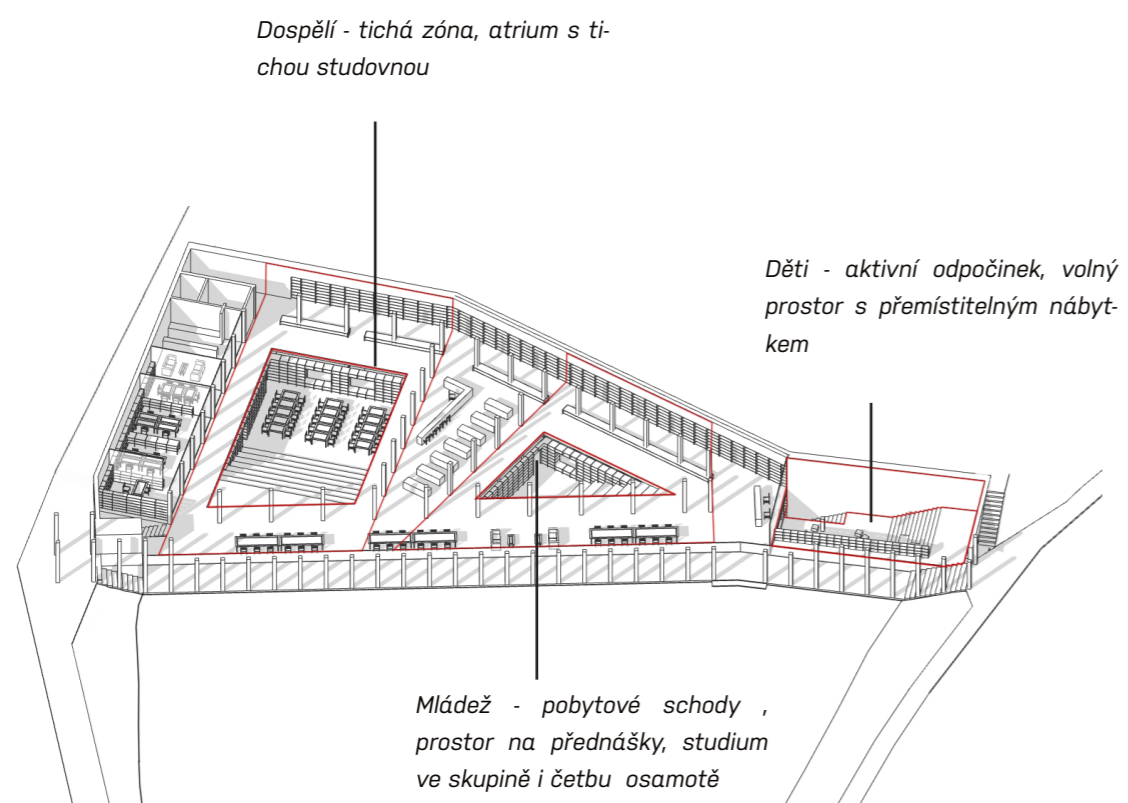 Dospělí - tichá zóna, atrium s ti-
chou studovnou
Děti - aktivní odpočinek, volný
prostor s přemístitelným nábyt-
kem
Mládež - pobytové schody ,
prostor na přednášky, studium
ve skupině i četbu osamotě